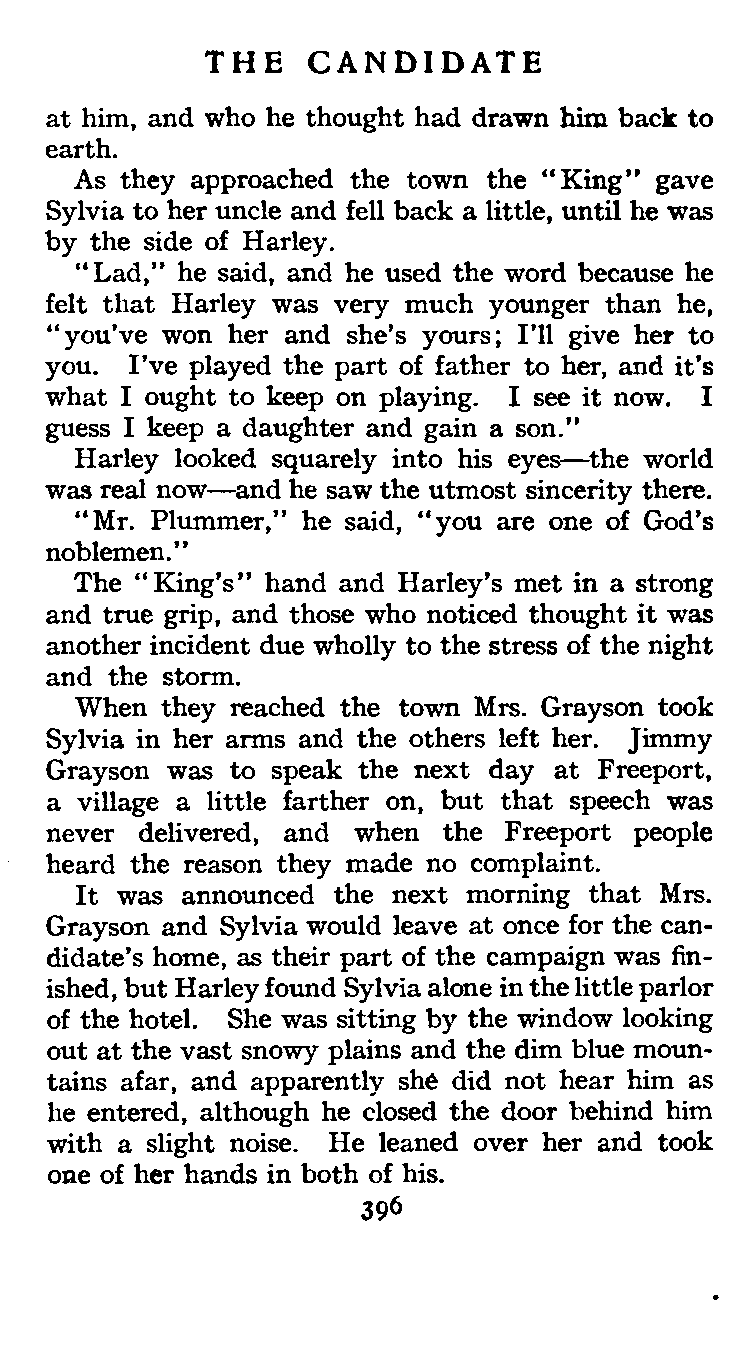 THE CANDIDATE
at him, and who he thought had drawn him back to
earth.
As they approached the town the "King" gave
Sylvia to her uncle and fell back a little, until he was
by the side of Harley.
"Lad," he said, and he used the word because he
felt that Harley was very much younger than he,
"you've won her and she's yours; I'll give her to
you. I've played the part of father to her, and it's
what I ought to keep on playing. I see it now. I
guess I keep a daughter and gain a son."
Harley looked squarely into his eyes—the world
was real now—and he saw the utmost sincerity there.
"Mr. Plummer," he said, "you are one of God's
noblemen."
The "King's" hand and Harley's met in a strong
and true grip, and those who noticed thought it was
another incident due wholly to the stress of the night
and the storm.
When they reached the town Mrs. Grayson took
Sylvia in her arms and the others left her. Jimmy
Grayson was to speak the next day at Freeport,
a village a little farther on, but that speech was
never delivered, and when the Freeport people
heard the reason they made no complaint.
It was announced the next morning that Mrs.
Grayson and Sylvia would leave at once for the can-
didate's home, as their part of the campaign was fin-
ished, but Harley found Sylvia alone in the little parlor
of the hotel. She was sitting by the window looking
out at the vast snowy plains and the dim blue moun-
tains afar, and apparently she did not hear him as
he entered, although he closed the door behind him
with a slight noise. He leaned over her and took
one of her hands in both of his.
396